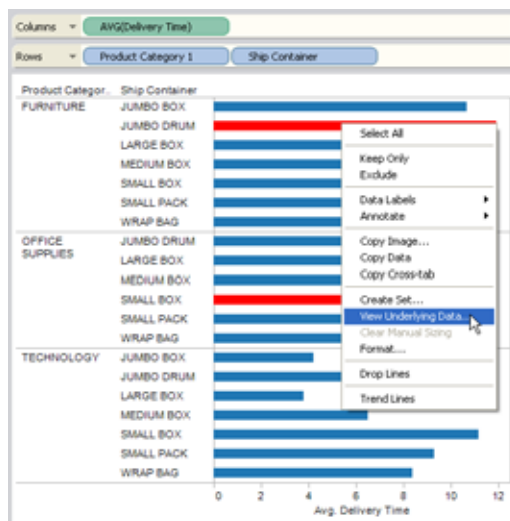 Columns AVG(Delivery Time)
Rows Product Category 1 Ship Container
Product Categor.. Ship Container
FURNITURE JUMBO BOX
JUMBO DRUM
LARGE BOX
MEDIUM BOX
SMALL BOX
SMALL PACK
WRAP BAG
OFFICE SUPPLIES JUMBO DRUM
LARGE BOX
MEDIUM BOX
SMALL BOX
SMALL PACK
WRAP BAG
TECHNOLOGY JUMBO BOX
JUMBO DRUM
LARGE BOX
MEDIUM BOX
SMALL BOX
SMALL PACK
WRAP BAG
Select All
Keep Only
Exclude
Data Labels
Annotate
Copy Image...
Copy Data
Copy Cross-tab
Create Set...
View Underlying Data...
Clear Manual Sizing
Format....
Drop Lines
Trend Lines
0 2 4 6 8 10 12
Avg. Delivery Time